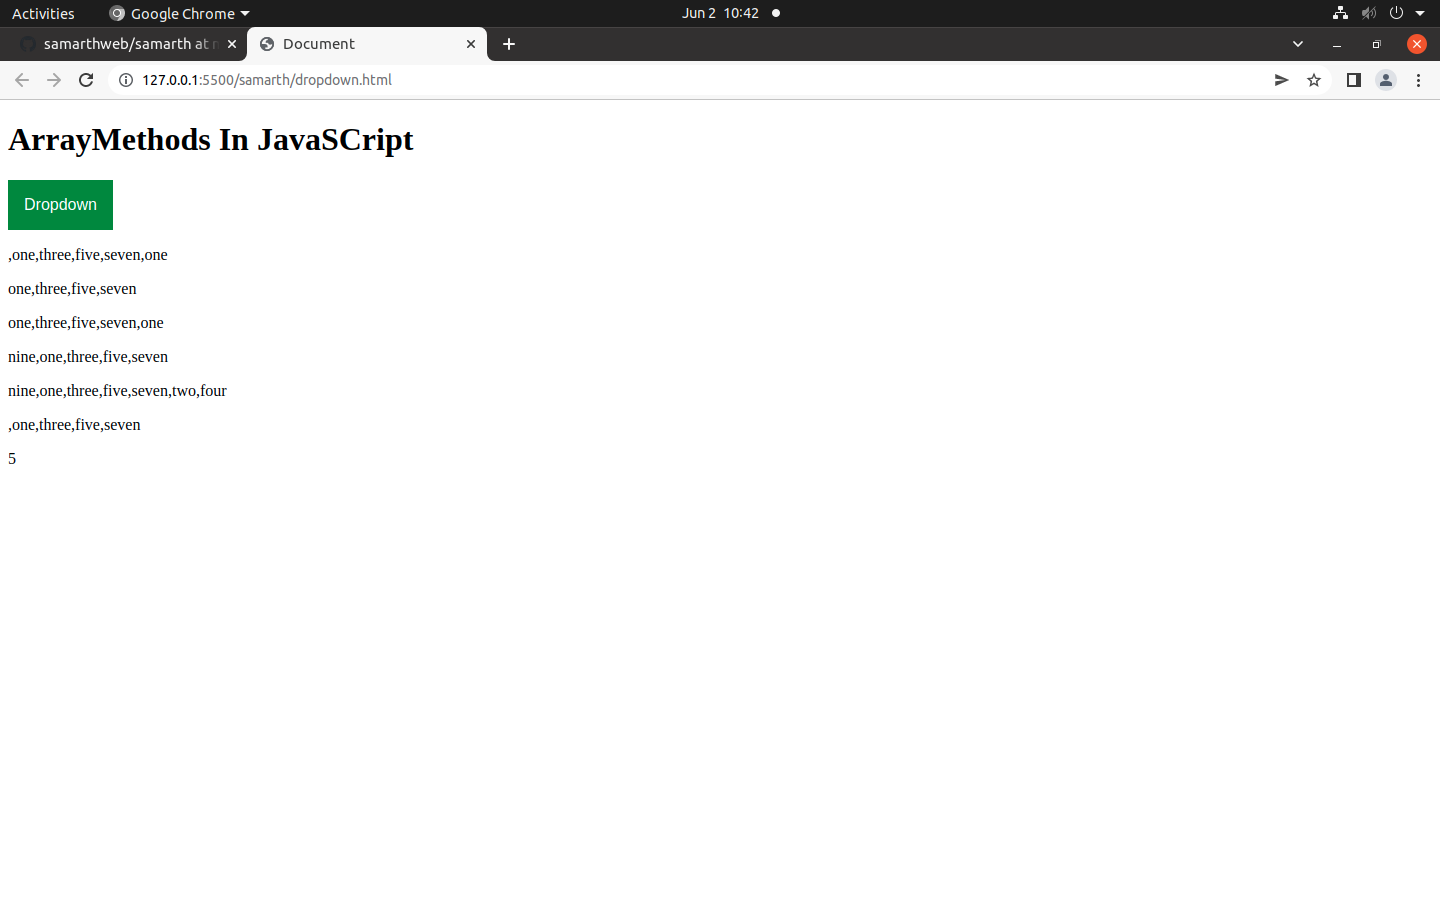 Activities
Google Chrome
Jun 2 10:42
samarthweb/samarth at
Document
127.0.0.1:5500/samarth/dropdown.html
ArrayMethods In JavaSCript
Dropdown
,one,three,five,seven,one
one,three,five,seven
one,three,five,seven,one
nine,one,three,five,seven
nine,one,three,five,seven,two,four
,one,three,five,seven
5